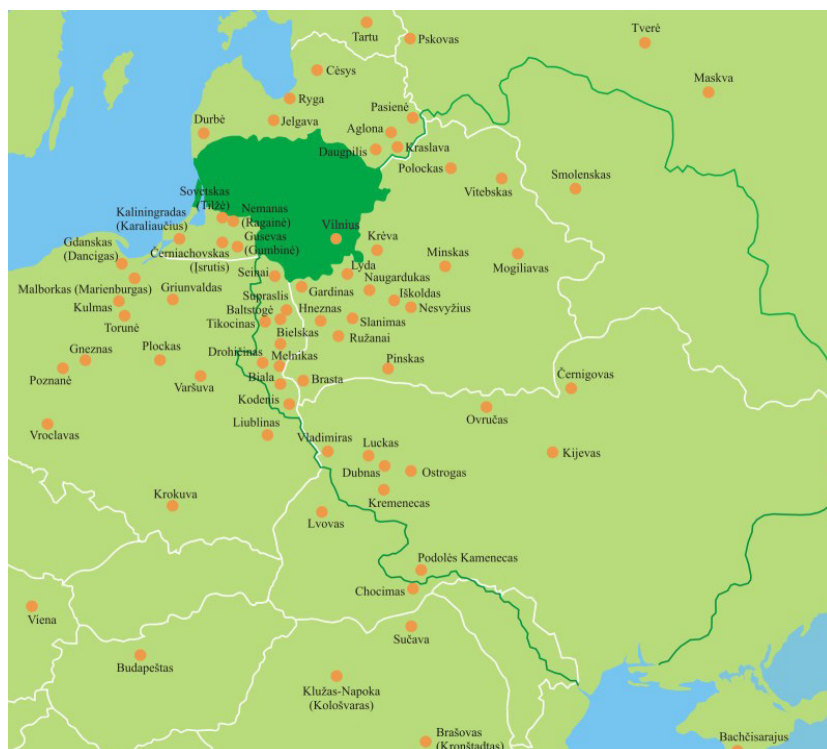 Tartu
Pskovas
Tverė
Cėsys
Maskva
Ryga
Pasienė
Durbė
Jelgava
Aglona
Kraslava
Daugpilis
Polockas
Vitebskas
Smolenskas
Sovetskas
(Tilžė)
Nemanas
(Ragainė)
Kaliningradas
(Karaliaučius)
Vilnius
Gusevas
(Gumbinė)
Krėva
Gdanskas
(Dancigas)
Černiachovskas
(Įsrutis)
Minskas
Mogiliavas
Lyda
Seinai
Malborkas (Marienburgas)
Griunvaldas
Gardinas
Naugardukas
Supraslis
Iškoldas
Kulmas
Baltstogė
Hneznas
Nesvyžius
Torunė
Tikocinas
Slanimas
Bielskas
Ružanai
Gneznas
Plockas
Drohičinas
Melnikas
Pinskas
Poznanė
Varšuva
Biala
Brasta
Černigovas
Kodenis
Ovručas
Vroclavas
Liublinas
Vladimiras
Luckas
Kijevas
Dubnas
Ostrogas
Krokuva
Kremenecas
Lvovas
Podolės Kamenecas
Chocimas
Viena
Sučava
Budapeštas
Klužas-Napoka
(Kološvaras)
Brašovas
(Kronštadtas)
Bachčisarajus